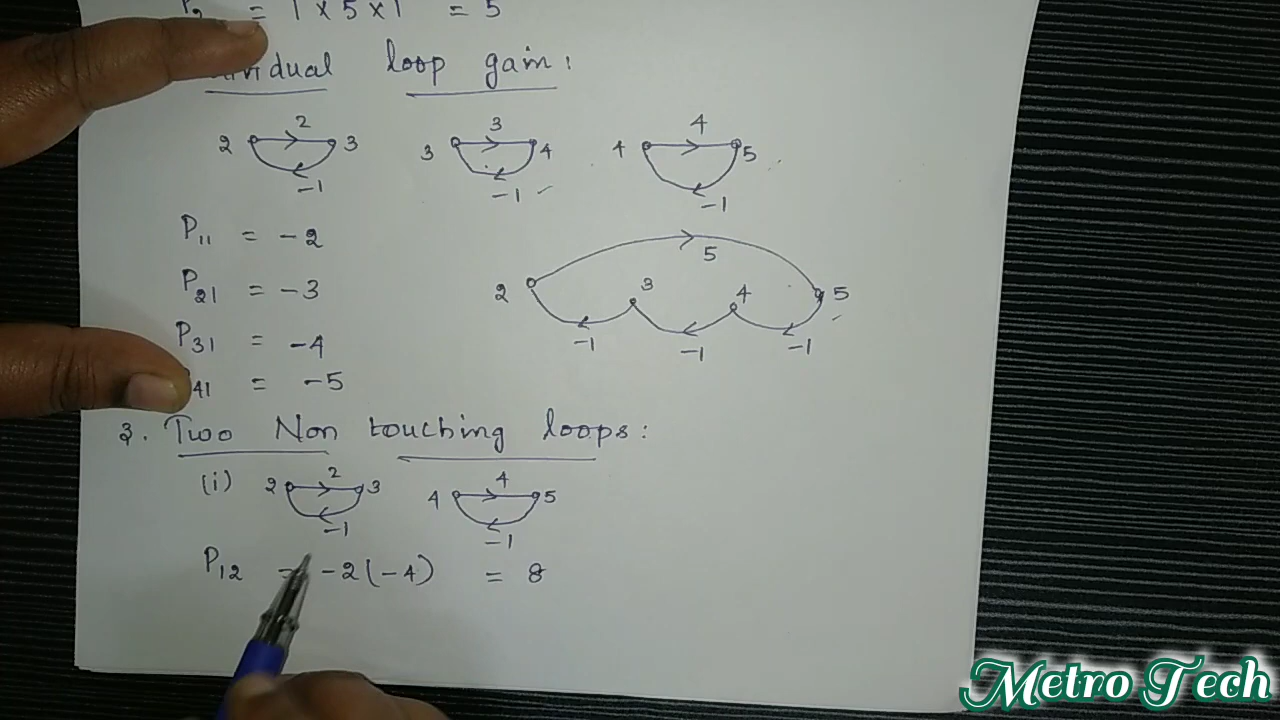 = 1 x 5 x 1 = 5
loop gain:
2 2 3 -1 3 3 4 -1 4 4 5 -1
P11 = -2
P21 = -3
P31 = -4
41 = -5
2 5 3 4 5
-1 -1 -1
3. Two Non touching loops:
(i) 2 2 3 -1 4 4 5 -1
P12 = -2(-4) = 8
Metro Tech